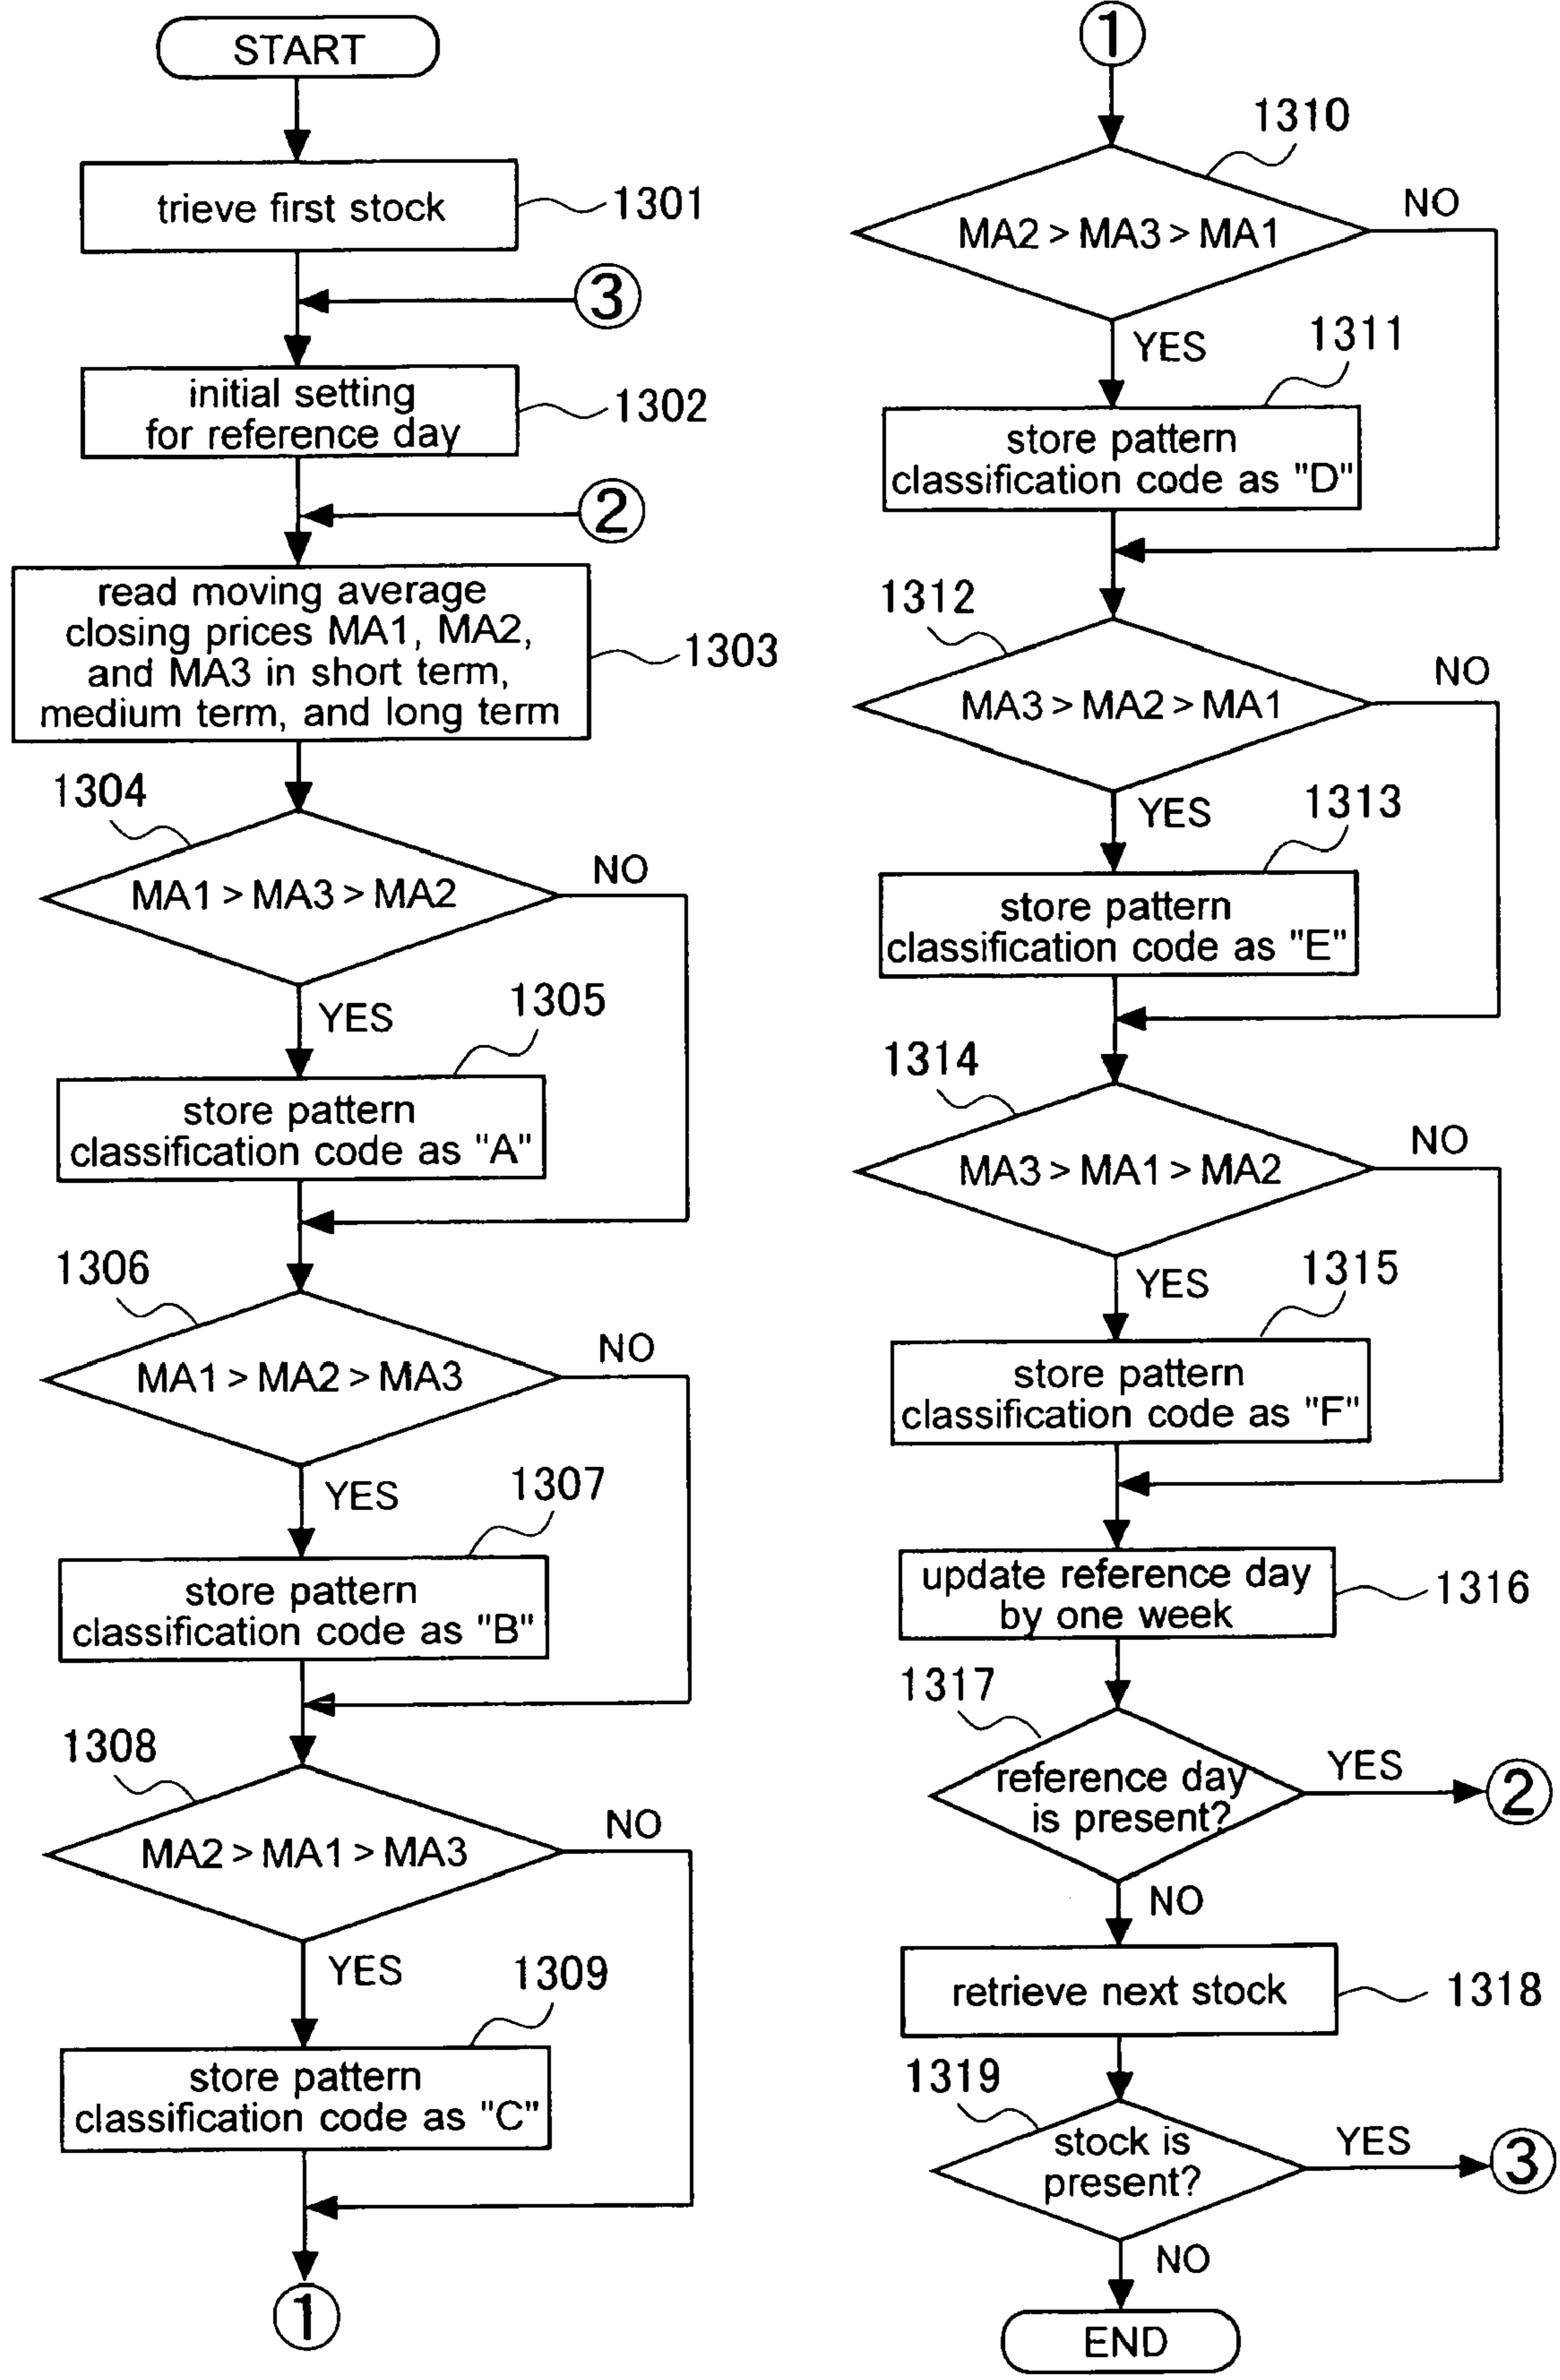 START
trieve first stock
1301
③
initial setting
for reference day
1302
②
read moving average
closing prices MA1, MA2,
and MA3 in short term,
medium term, and long term
1303
1304
MA1 > MA3 > MA2
NO
YES
1305
store pattern
classification code as "A"
1306
MA1 > MA2 > MA3
NO
YES
1307
store pattern
classification code as "B"
1308
MA2 > MA1 > MA3
NO
YES
1309
store pattern
classification code as "C"
①
①
1310
MA2 > MA3 > MA1
NO
YES
1311
store pattern
classification code as "D"
1312
MA3 > MA2 > MA1
NO
YES
1313
store pattern
classification code as "E"
1314
MA3 > MA1 > MA2
NO
YES
1315
store pattern
classification code as "F"
update reference day
by one week
1316
1317
reference day
is present?
YES
②
NO
retrieve next stock
1318
1319
stock is
present?
YES
③
NO
END